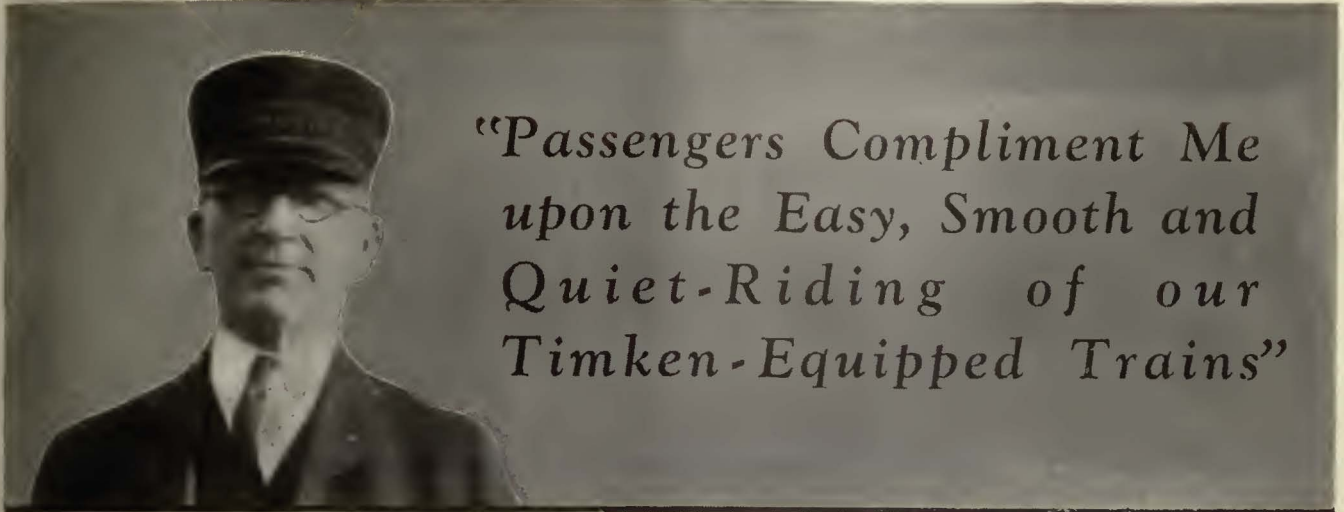 “Passengers Compliment Me
upon the Easy, Smooth and
Quiet-Riding of our
Timken-Equipped Trains”